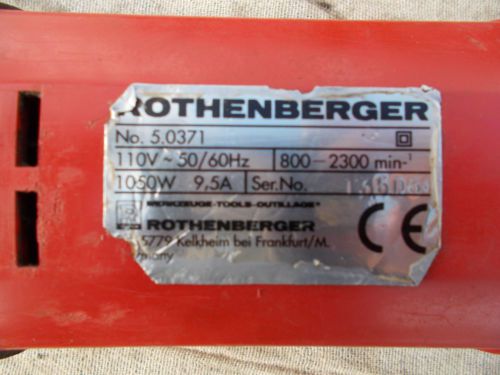 ROTHENBERGER
No. 5.0371
110V ~ 50/60Hz 800-2300 min-¹
1050W 9,5A Ser.No.
WERKZEUGE-TOOLS-OUTILLAGE
ROTHENBERGER CE
5779 Kelkheim bei Frankfurt/M.